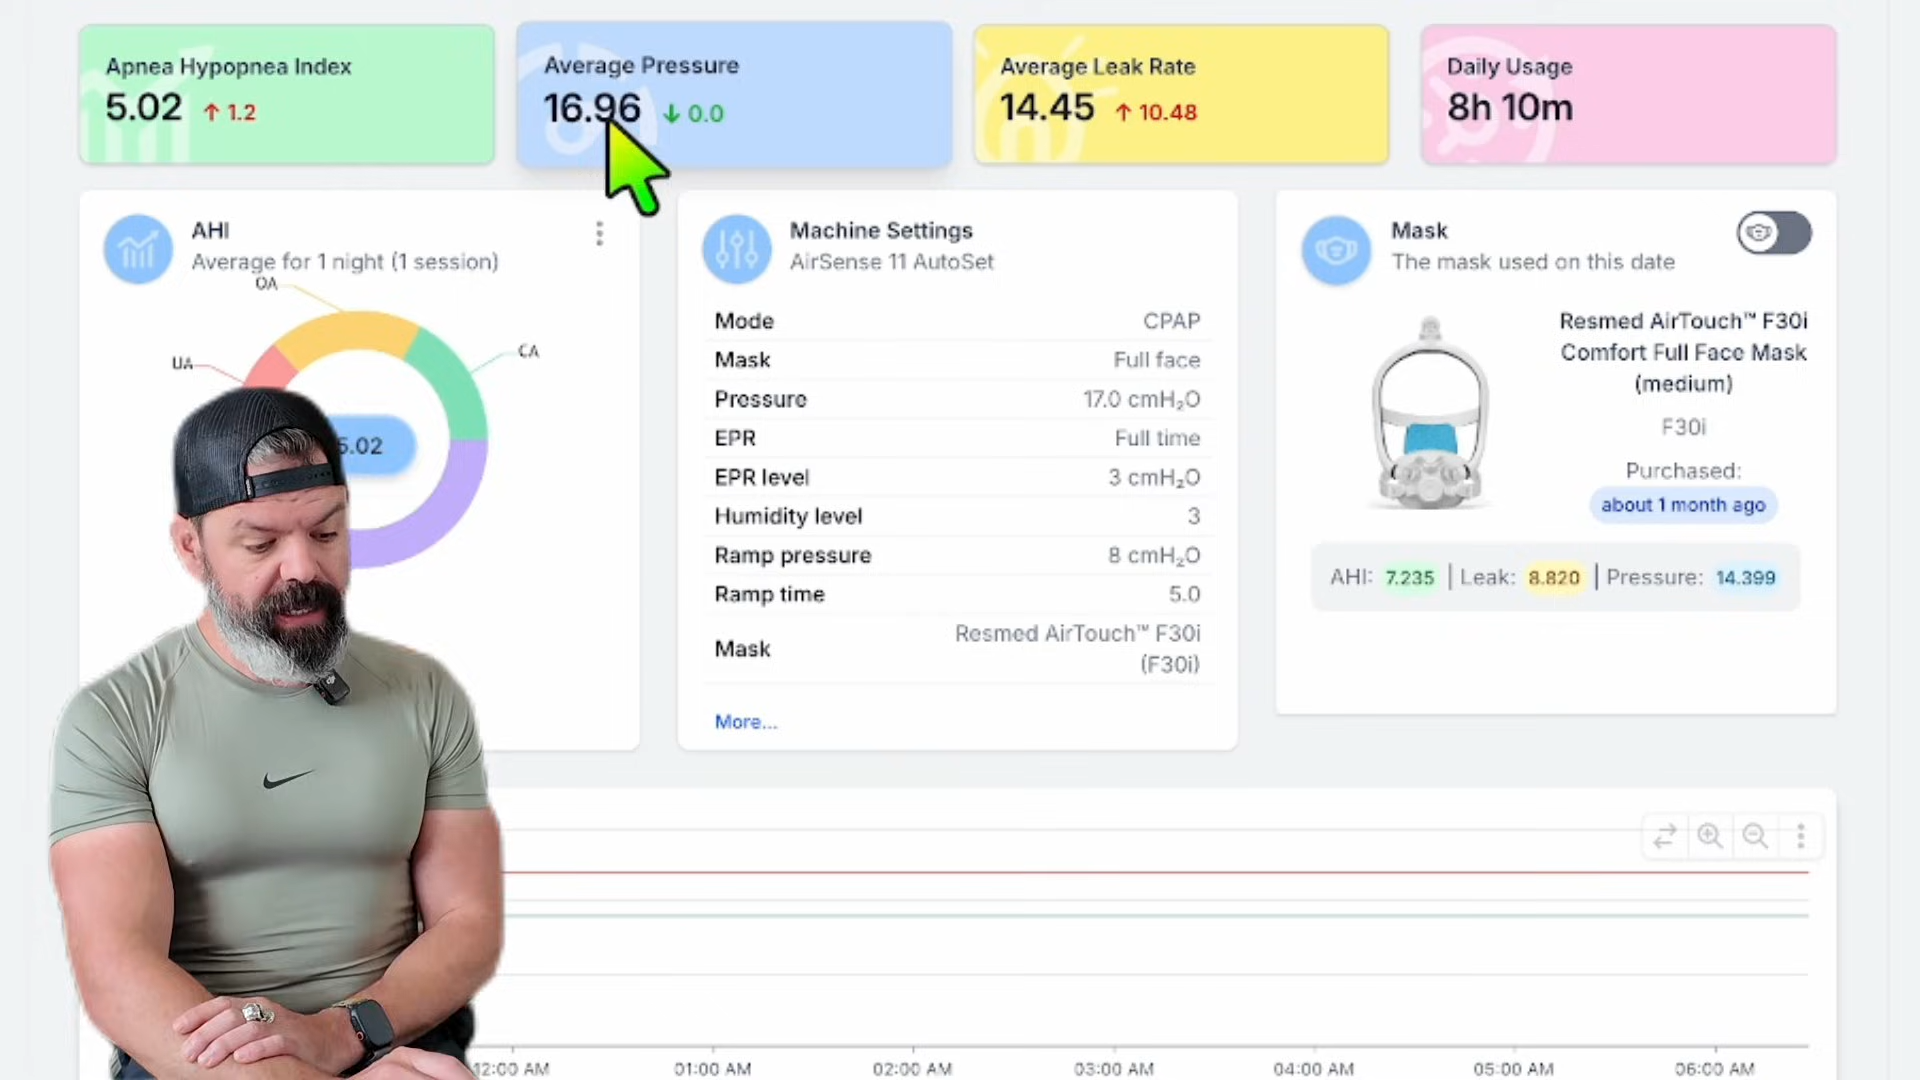 Apnea Hypopnea Index
5.02 ↑ 1.2
Average Pressure
16.96 ↓ 0.0
Average Leak Rate
14.45 ↑ 10.48
Daily Usage
8h 10m
AHI
Average for 1 night (1 session)
OA
UA
CA
5.02
Machine Settings
AirSense 11 AutoSet
Mode CPAP
Mask Full face
Pressure 17.0 cmH₂O
EPR Full time
EPR level 3 cmH₂O
Humidity level 3
Ramp pressure 8 cmH₂O
Ramp time 5.0
Mask Resmed AirTouch™ F30i
(F30i)
More...
Mask
The mask used on this date
Resmed AirTouch™ F30i
Comfort Full Face Mask
(medium)
F30i
Purchased:
about 1 month ago
AHI: 7.235 | Leak: 8.820 | Pressure: 14.399
12:00 AM 01:00 AM 02:00 AM 03:00 AM 04:00 AM 05:00 AM 06:00 AM